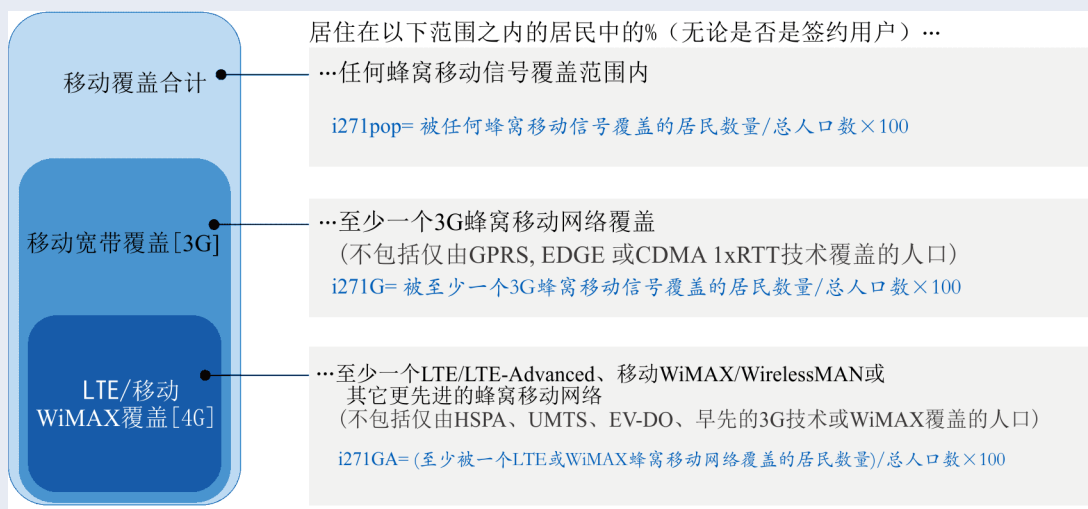 居住在以下范围之内的居民中的%（无论是否是签约用户）…
移动覆盖合计
…任何蜂窝移动信号覆盖范围内
i271pop= 被任何蜂窝移动信号覆盖的居民数量/总人口数×100
移动宽带覆盖[3G]
…至少一个3G蜂窝移动网络覆盖
（不包括仅由GPRS, EDGE 或CDMA 1xRTT技术覆盖的人口）
i271G= 被至少一个3G蜂窝移动信号覆盖的居民数量/总人口数×100
LTE/移动
WiMAX覆盖[4G]
…至少一个LTE/LTE-Advanced、移动WiMAX/WirelessMAN或
其它更先进的蜂窝移动网络
（不包括仅由HSPA、UMTS、EV-DO、早先的3G技术或WiMAX覆盖的人口）
i271GA= (至少被一个LTE或WiMAX蜂窝移动网络覆盖的居民数量)/总人口数×100